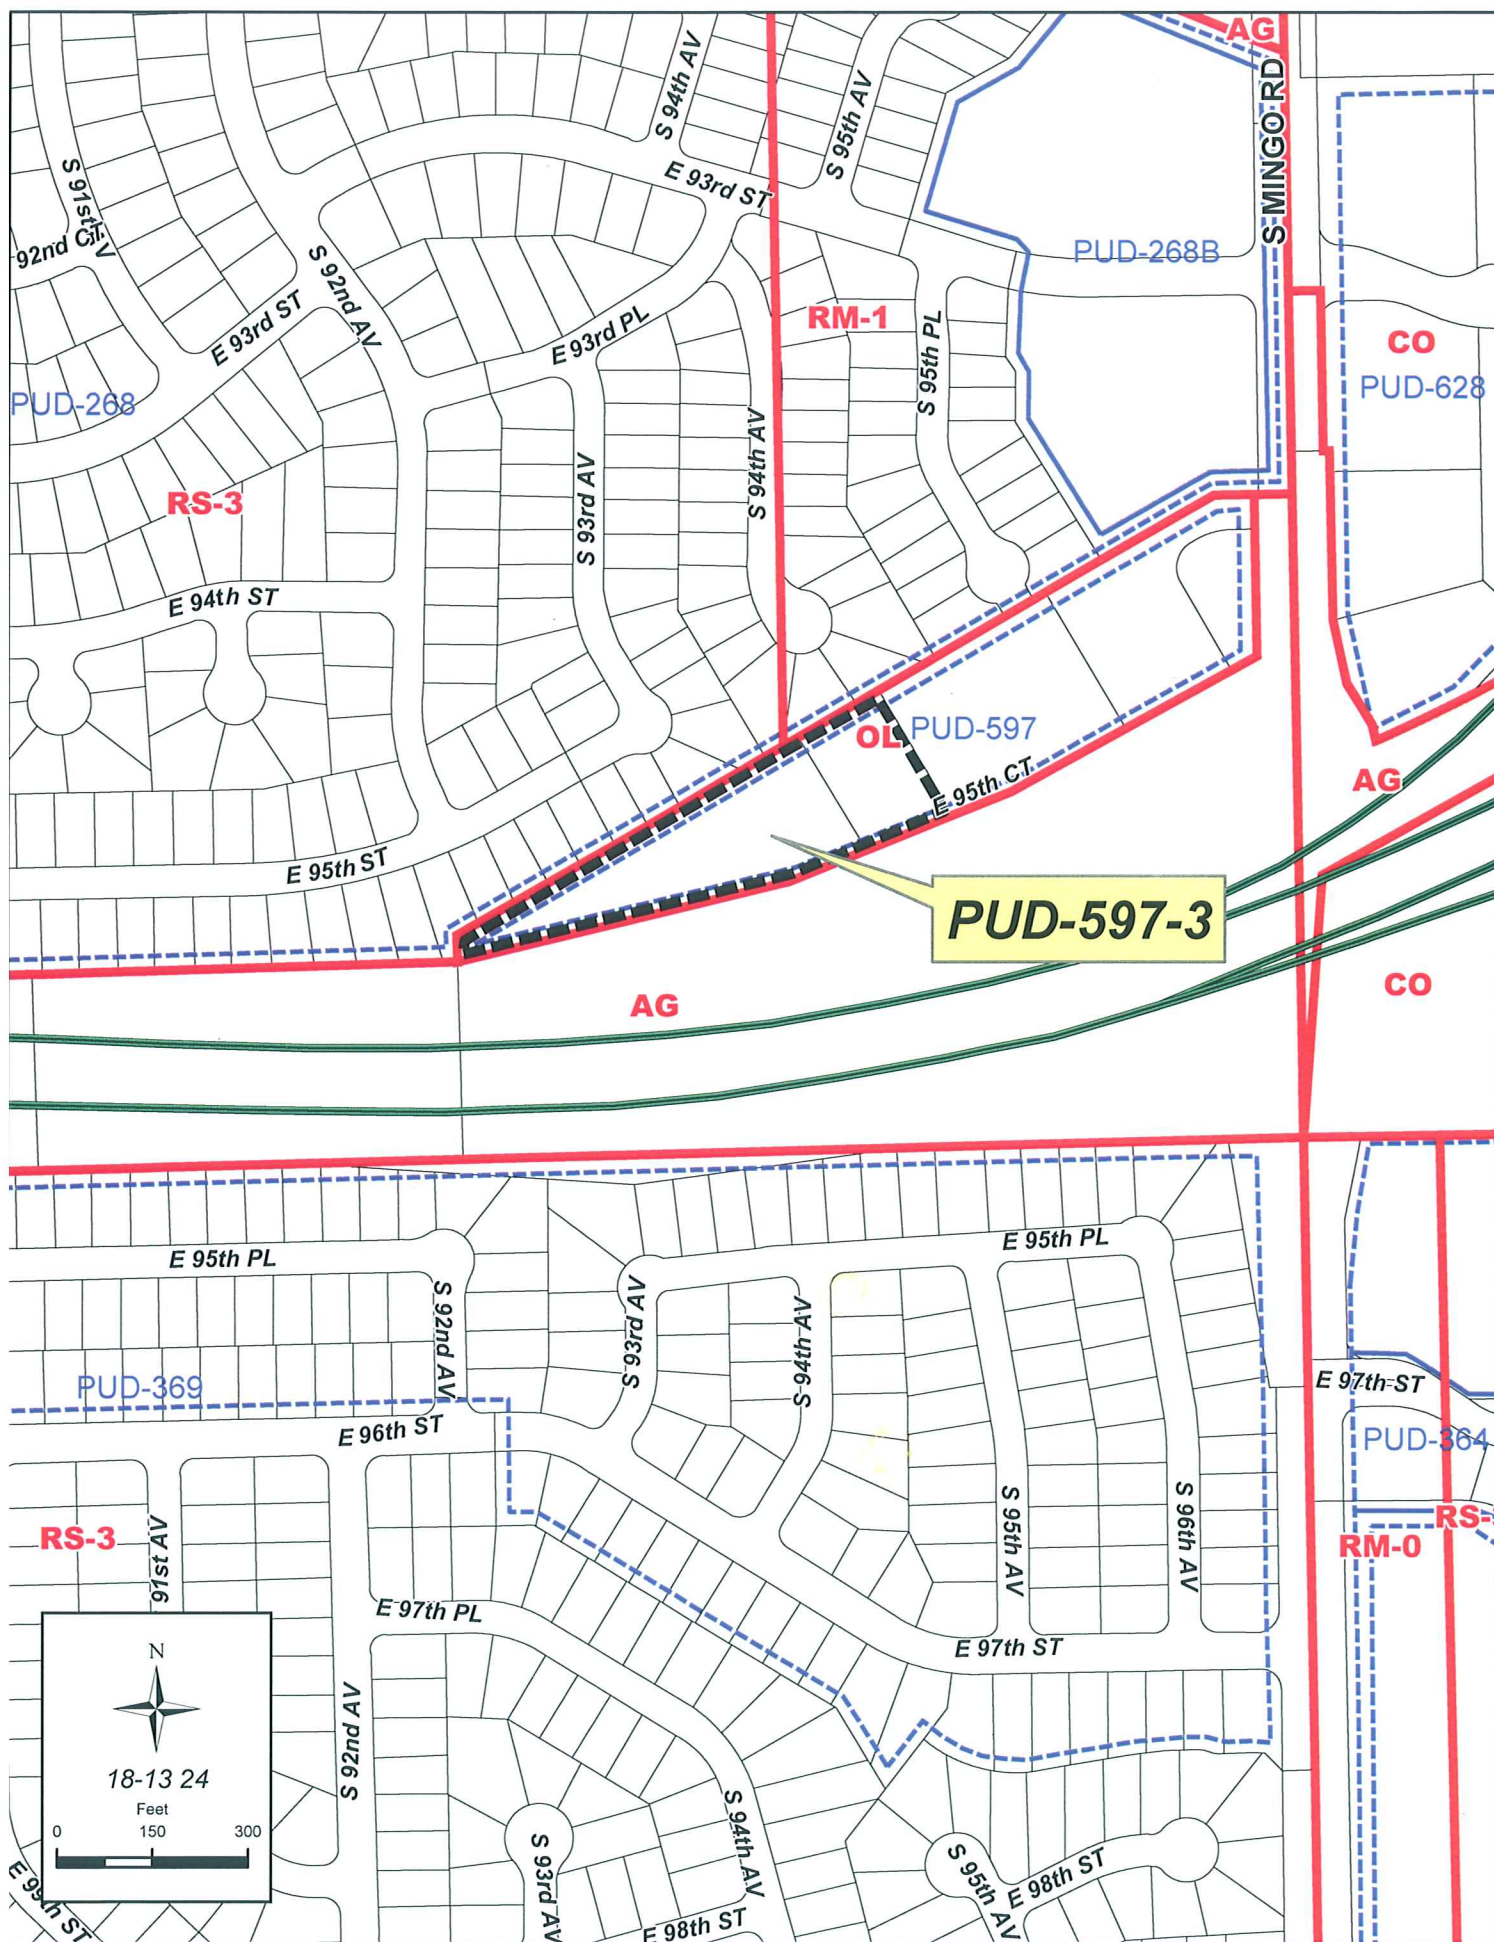 AG
S MINGO RD
S 94th AV
S 95th AV
S 91st AV
E 93rd ST
92nd CT
S 92nd AV
PUD-268B
E 93rd ST
E 93rd PL
RM-1
S 95th PL
CO
PUD-628
PUD-268
RS-3
S 93rd AV
S 94th AV
E 94th ST
OL
PUD-597
E 95th CT
AG
E 95th ST
PUD-597-3
AG
CO
E 95th PL
E 95th PL
S 92nd AV
S 93rd AV
S 94th AV
PUD-369
E 97th ST
E 96th ST
PUD-364
RS-3
91st AV
S 95th AV
S 96th AV
RS-
RM-0
E 97th PL
E 97th ST
N
18-13 24
Feet
0 150 300
S 92nd AV
S 94th AV
S 93rd AV
S 95th AV
E 98th ST
E 99th ST
E 98th ST